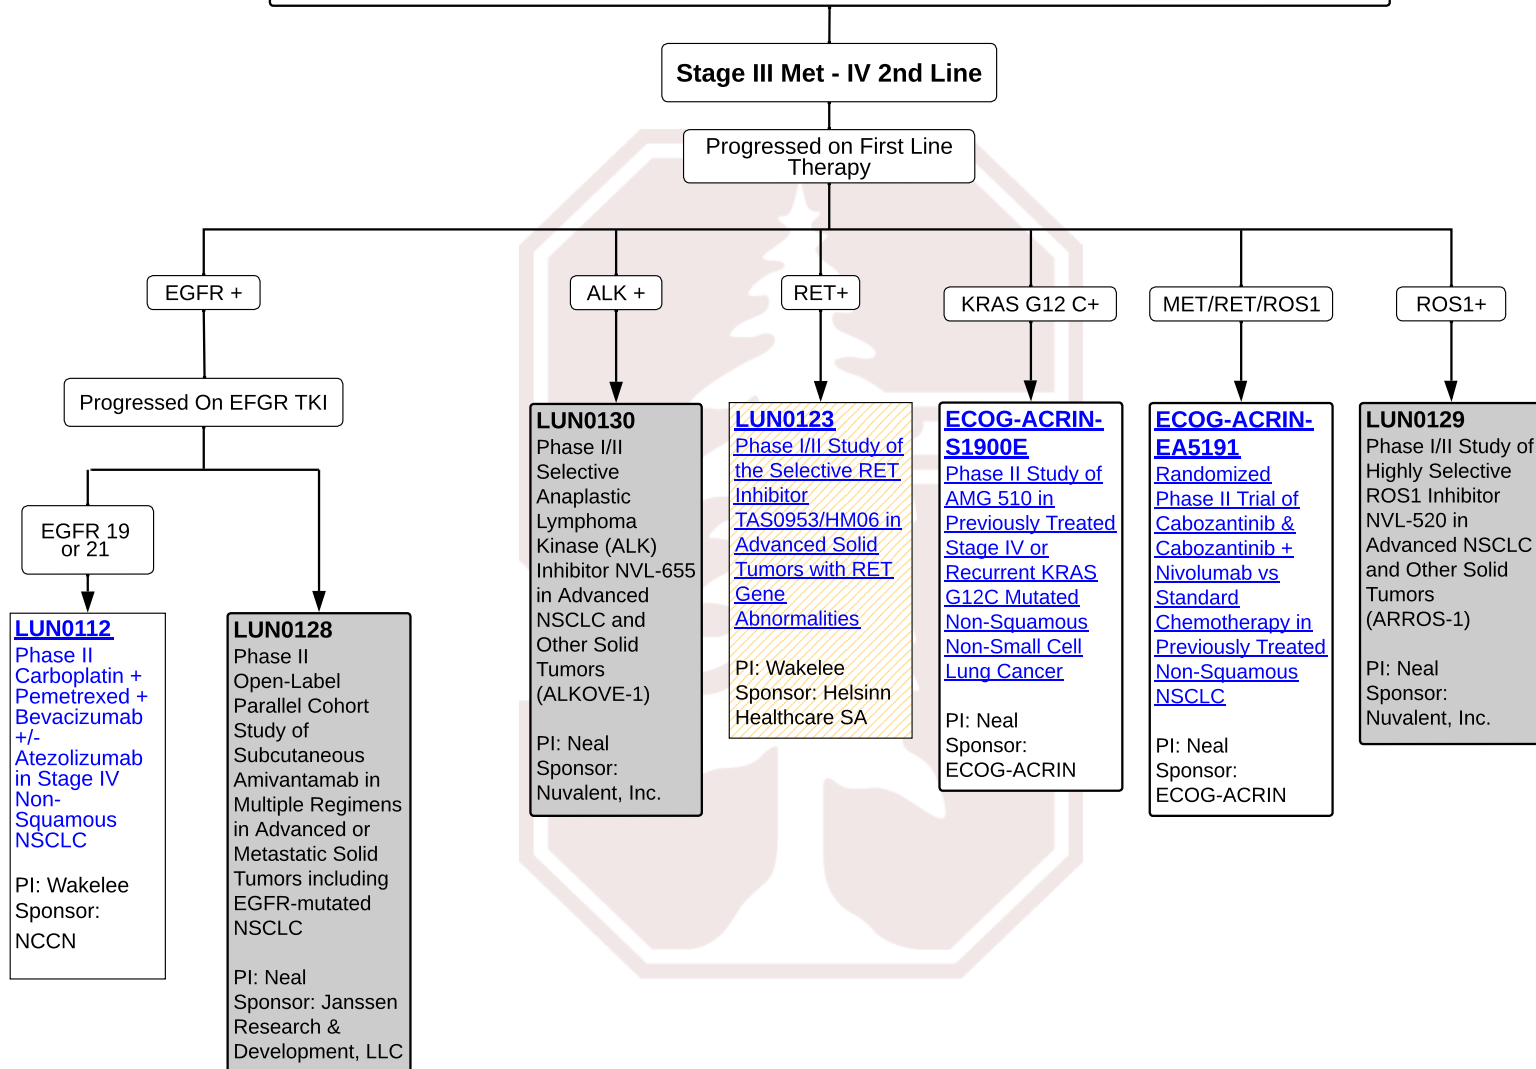 Stage III Met - IV 2nd Line
Progressed on First Line
Therapy
EGFR +
ALK +
RET+
KRAS G12 C+
MET/RET/ROS1
ROS1+
Progressed On EFGR TKI
EGFR 19
or 21
LUN0112
Phase II
Carboplatin +
Pemetrexed +
Bevacizumab
+/-
Atezolizumab
in Stage IV
Non-
Squamous
NSCLC
PI: Wakelee
Sponsor:
NCCN
LUN0128
Phase II
Open-Label
Parallel Cohort
Study of
Subcutaneous
Amivantamab in
Multiple Regimens
in Advanced or
Metastatic Solid
Tumors including
EGFR-mutated
NSCLC
PI: Neal
Sponsor: Janssen
Research &
Development, LLC
LUN0130
Phase I/II
Selective
Anaplastic
Lymphoma
Kinase (ALK)
Inhibitor NVL-655
in Advanced
NSCLC and
Other Solid
Tumors
(ALKOVE-1)
PI: Neal
Sponsor:
Nuvalent, Inc.
LUN0123
Phase I/II Study of
the Selective RET
Inhibitor
TAS0953/HM06 in
Advanced Solid
Tumors with RET
Gene
Abnormalities
PI: Wakelee
Sponsor: Helsinn
Healthcare SA
ECOG-ACRIN-
S1900E
Phase II Study of
AMG 510 in
Previously Treated
Stage IV or
Recurrent KRAS
G12C Mutated
Non-Squamous
Non-Small Cell
Lung Cancer
PI: Neal
Sponsor:
ECOG-ACRIN
ECOG-ACRIN-
EA5191
Randomized
Phase II Trial of
Cabozantinib &
Cabozantinib +
Nivolumab vs
Standard
Chemotherapy in
Previously Treated
Non-Squamous
NSCLC
PI: Neal
Sponsor:
ECOG-ACRIN
LUN0129
Phase I/II Study of
Highly Selective
ROS1 Inhibitor
NVL-520 in
Advanced NSCLC
and Other Solid
Tumors
(ARROS-1)
PI: Neal
Sponsor:
Nuvalent, Inc.